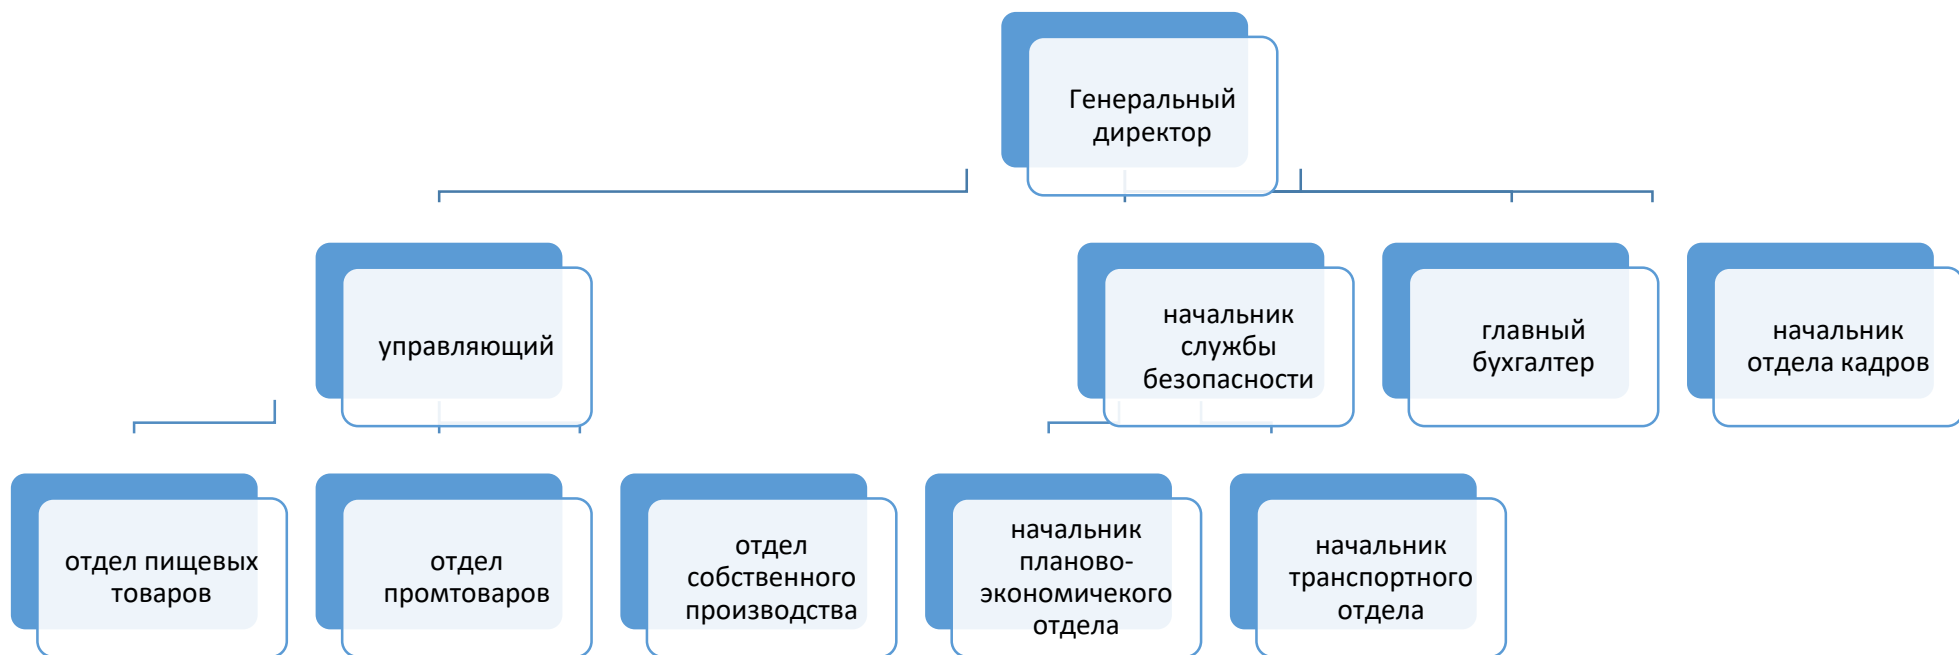 Генеральный
директор
управляющий
начальник
службы
безопасности
главный
бухгалтер
начальник
отдела кадров
отдел пищевых
товаров
отдел
промтоваров
отдел
собственного
производства
начальник
планово-
экономичекого
отдела
начальник
транспортного
отдела